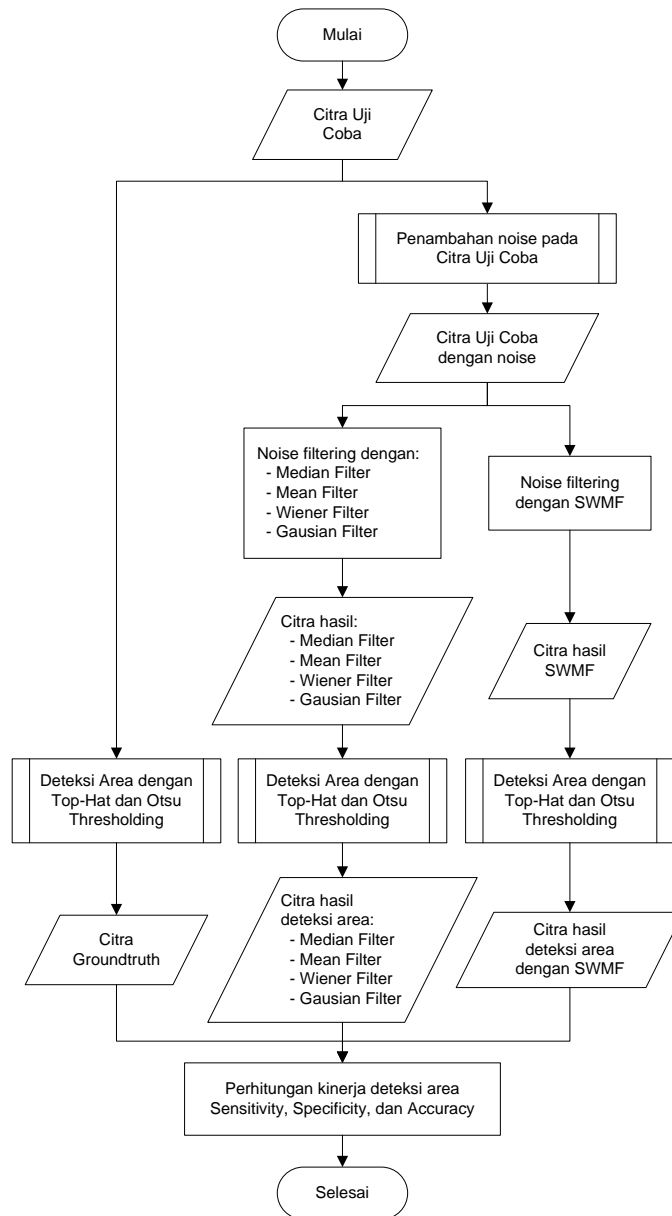 Mulai
Citra Uji
Coba
Penambahan noise pada
Citra Uji Coba
Citra Uji Coba
dengan noise
Noise filtering dengan:
- Median Filter
- Mean Filter
- Wiener Filter
- Gausian Filter
Noise filtering
dengan SWMF
Citra hasil:
- Median Filter
- Mean Filter
- Wiener Filter
- Gausian Filter
Citra hasil
SWMF
Deteksi Area dengan
Top-Hat dan Otsu
Thresholding
Deteksi Area dengan
Top-Hat dan Otsu
Thresholding
Deteksi Area dengan
Top-Hat dan Otsu
Thresholding
Citra
Groundtruth
Citra hasil
deteksi area:
- Median Filter
- Mean Filter
- Wiener Filter
- Gausian Filter
Citra hasil
deteksi area
dengan SWMF
Perhitungan kinerja deteksi area
Sensitivity, Specificity, dan Accuracy
Selesai